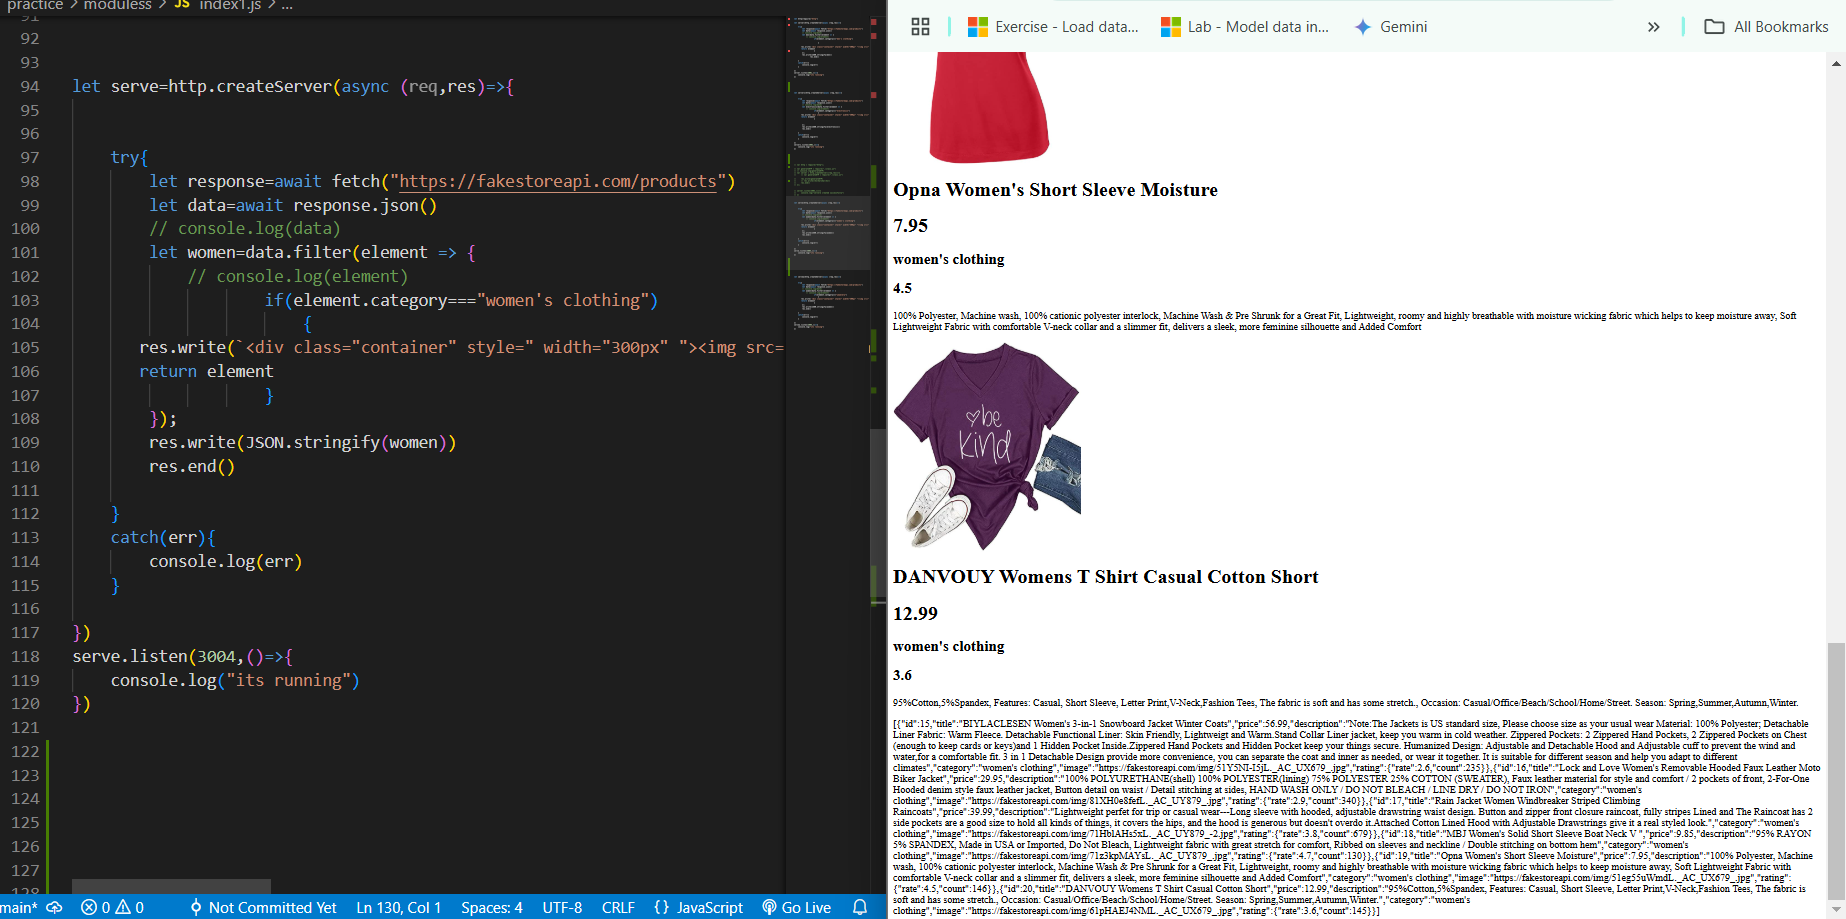 practice > moduless > JS index1.js > ...
91
92
93
94 let serve=http.createServer(async (req,res)=>{
95
96
97 try{
98 let response=await fetch("https://fakestoreapi.com/products")
99 let data=await response.json()
100 // console.log(data)
101 let women=data.filter(element => {
102 // console.log(element)
103 if(element.category==="women's clothing")
104 {
105 res.write(`<div class="container" style=" width="300px" "><img src=
106 return element
107 }
108 });
109 res.write(JSON.stringify(women))
110 res.end()
111
112 }
113 catch(err){
114 console.log(err)
115 }
116
117 })
118 serve.listen(3004,()=>{
119 console.log("its running")
120 })
121
122
123
124
125
126
127
128
main* 0 0 Not Committed Yet Ln 130, Col 1 Spaces: 4 UTF-8 CRLF {} JavaScript Go Live
Exercise - Load data... Lab - Model data in... Gemini » All Bookmarks
Opna Women's Short Sleeve Moisture
7.95
women's clothing
4.5
100% Polyester, Machine wash, 100% cationic polyester interlock, Machine Wash & Pre Shrunk for a Great Fit, Lightweight, roomy and highly breathable with moisture wicking fabric which helps to keep moisture away, Soft
Lightweight Fabric with comfortable V-neck collar and a slimmer fit, delivers a sleek, more feminine silhouette and Added Comfort
be
kind
DANVOUY Womens T Shirt Casual Cotton Short
12.99
women's clothing
3.6
95%Cotton,5%Spandex, Features: Casual, Short Sleeve, Letter Print,V-Neck,Fashion Tees, The fabric is soft and has some stretch., Occasion: Casual/Office/Beach/School/Home/Street. Season: Spring,Summer,Autumn,Winter.
[{"id":15,"title":"BIYLACLESEN Women's 3-in-1 Snowboard Jacket Winter Coats","price":56.99,"description":"Note:The Jackets is US standard size, Please choose size as your usual wear Material: 100% Polyester; Detachable
Liner Fabric: Warm Fleece. Detachable Functional Liner: Skin Friendly, Lightweigt and Warm.Stand Collar Liner jacket, keep you warm in cold weather. Zippered Pockets: 2 Zippered Hand Pockets, 2 Zippered Pockets on Chest
(enough to keep cards or keys)and 1 Hidden Pocket Inside.Zippered Hand Pockets and Hidden Pocket keep your things secure. Humanized Design: Adjustable and Detachable Hood and Adjustable cuff to prevent the wind and
water,for a comfortable fit. 3 in 1 Detachable Design provide more convenience, you can separate the coat and inner as needed, or wear it together. It is suitable for different season and help you adapt to different
climates","category":"women's clothing","image":"https://fakestoreapi.com/img/51Y5NI-I5jL._AC_UX679_.jpg","rating":{"rate":2.6,"count":235}},{"id":16,"title":"Lock and Love Women's Removable Hooded Faux Leather Moto
Biker Jacket","price":29.95,"description":"100% POLYURETHANE(shell) 100% POLYESTER(lining) 75% POLYESTER 25% COTTON (SWEATER), Faux leather material for style and comfort / 2 pockets of front, 2-For-One
Hooded denim style faux leather jacket, Button detail on waist / Detail stitching at sides, HAND WASH ONLY / DO NOT BLEACH / LINE DRY / DO NOT IRON","category":"women's
clothing","image":"https://fakestoreapi.com/img/81XH0e8fefL._AC_UY879_.jpg","rating":{"rate":2.9,"count":340}},{"id":17,"title":"Rain Jacket Women Windbreaker Striped Climbing
Raincoats","price":39.99,"description":"Lightweight perfet for trip or casual wear---Long sleeve with hooded, adjustable drawstring waist design. Button and zipper front closure raincoat, fully stripes Lined and The Raincoat has 2
side pockets are a good size to hold all kinds of things, it covers the hips, and the hood is generous but doesn't overdo it.Attached Cotton Lined Hood with Adjustable Drawstrings give it a real styled look.","category":"women's
clothing","image":"https://fakestoreapi.com/img/71HblAHs5xL._AC_UY879_-2.jpg","rating":{"rate":3.8,"count":679}},{"id":18,"title":"MBJ Women's Solid Short Sleeve Boat Neck V ","price":9.85,"description":"95% RAYON
5% SPANDEX, Made in USA or Imported, Do Not Bleach, Lightweight fabric with great stretch for comfort, Ribbed on sleeves and neckline / Double stitching on bottom hem","category":"women's
clothing","image":"https://fakestoreapi.com/img/71z3kpMAYsL._AC_UY879_.jpg","rating":{"rate":4.7,"count":130}},{"id":19,"title":"Opna Women's Short Sleeve Moisture","price":7.95,"description":"100% Polyester, Machine
wash, 100% cationic polyester interlock, Machine Wash & Pre Shrunk for a Great Fit, Lightweight, roomy and highly breathable with moisture wicking fabric which helps to keep moisture away, Soft Lightweight Fabric with
comfortable V-neck collar and a slimmer fit, delivers a sleek, more feminine silhouette and Added Comfort","category":"women's clothing","image":"https://fakestoreapi.com/img/51eg55uWmdL._AC_UX679_.jpg","rating":
{"rate":4.5,"count":146}},{"id":20,"title":"DANVOUY Womens T Shirt Casual Cotton Short","price":12.99,"description":"95%Cotton,5%Spandex, Features: Casual, Short Sleeve, Letter Print,V-Neck,Fashion Tees, The fabric is
soft and has some stretch., Occasion: Casual/Office/Beach/School/Home/Street. Season: Spring,Summer,Autumn,Winter.","category":"women's
clothing","image":"https://fakestoreapi.com/img/61pHAEJ4NML._AC_UX679_.jpg","rating":{"rate":3.6,"count":145}}]